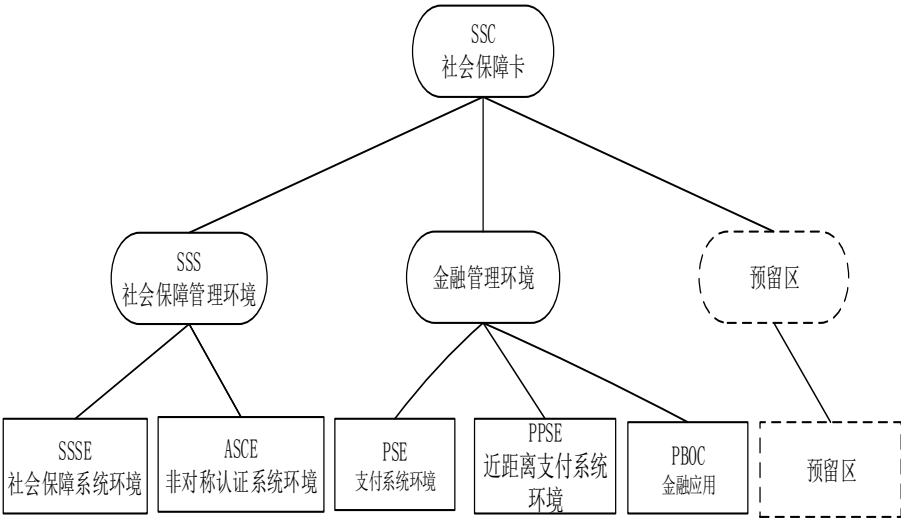 SSC
社会保障卡
SSS
社会保障管理环境
金融管理环境
预留区
SSSE
社会保障系统环境
ASCE
非对称认证系统环境
PSE
支付系统环境
PPSE
近距离支付系统
环境
PBOC
金融应用
预留区